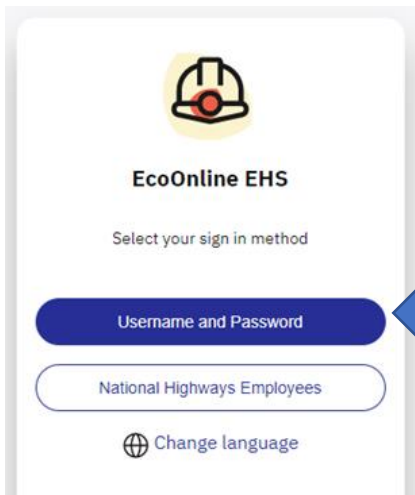 EcoOnline EHS
Select your sign in method
Username and Password
National Highways Employees
Change language